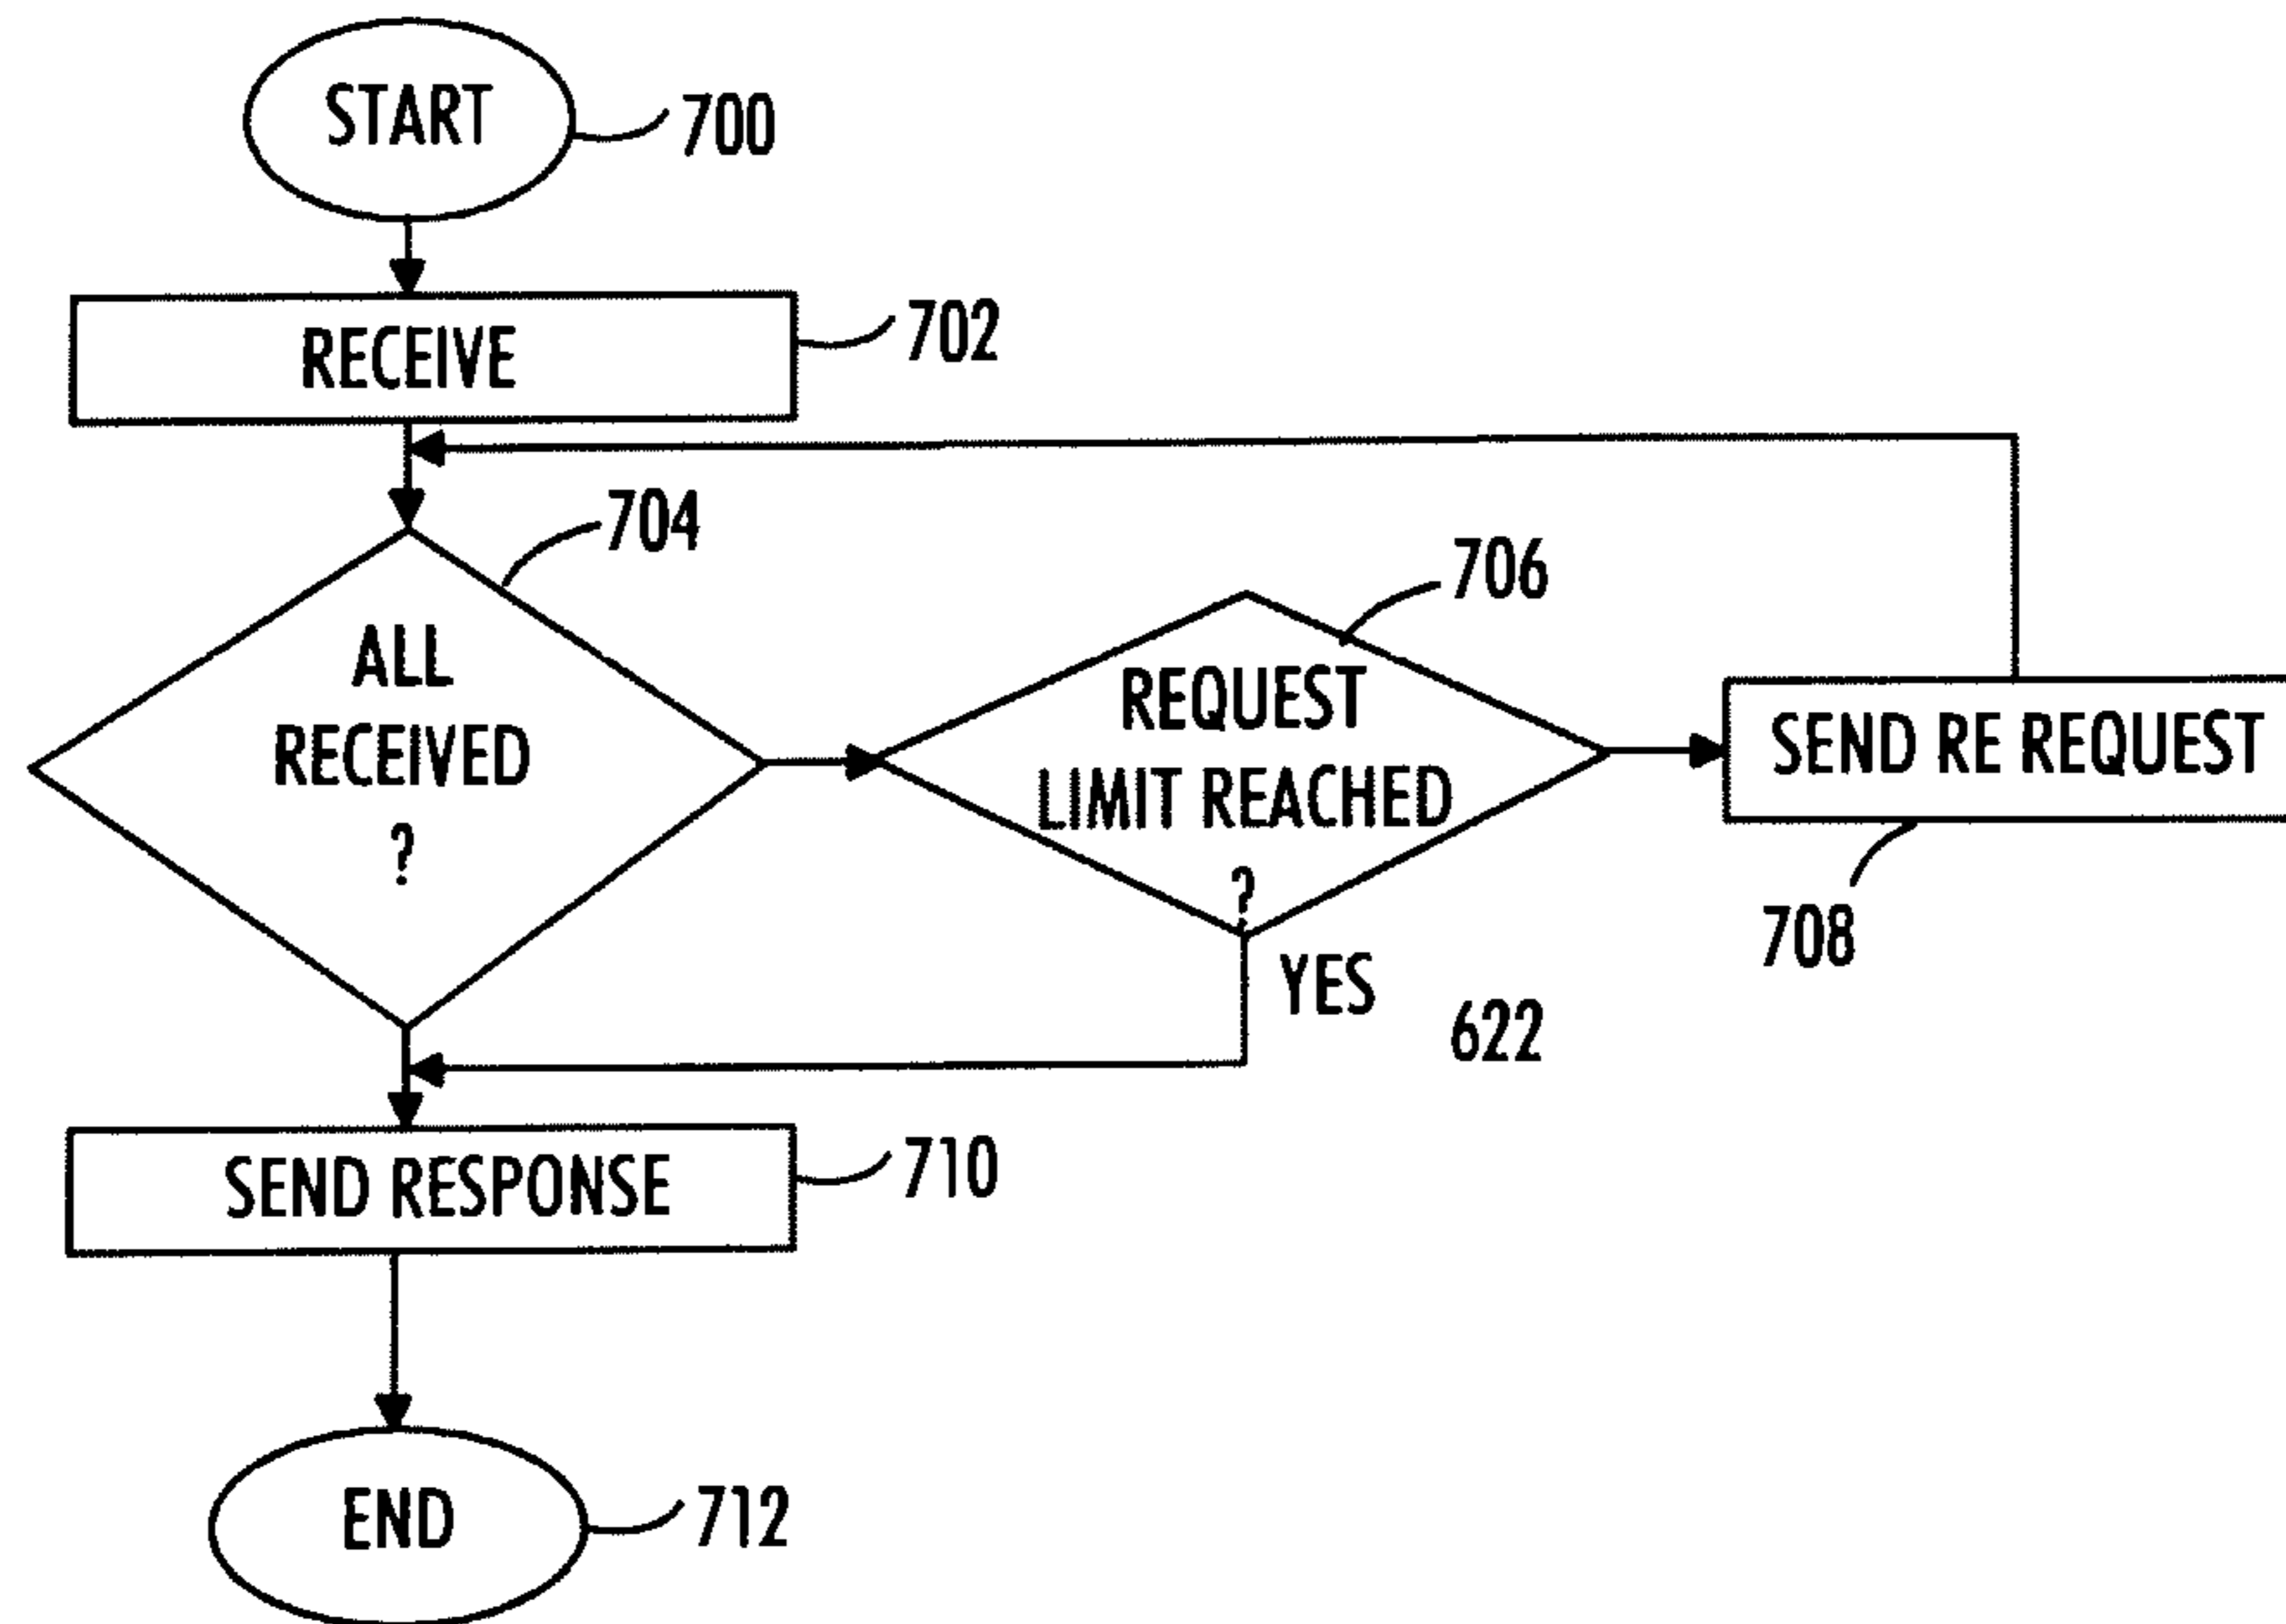 START
700
RECEIVE
702
704
ALL
RECEIVED
?
706
REQUEST
LIMIT REACHED
?
SEND RE REQUEST
708
YES
622
SEND RESPONSE
710
END
712